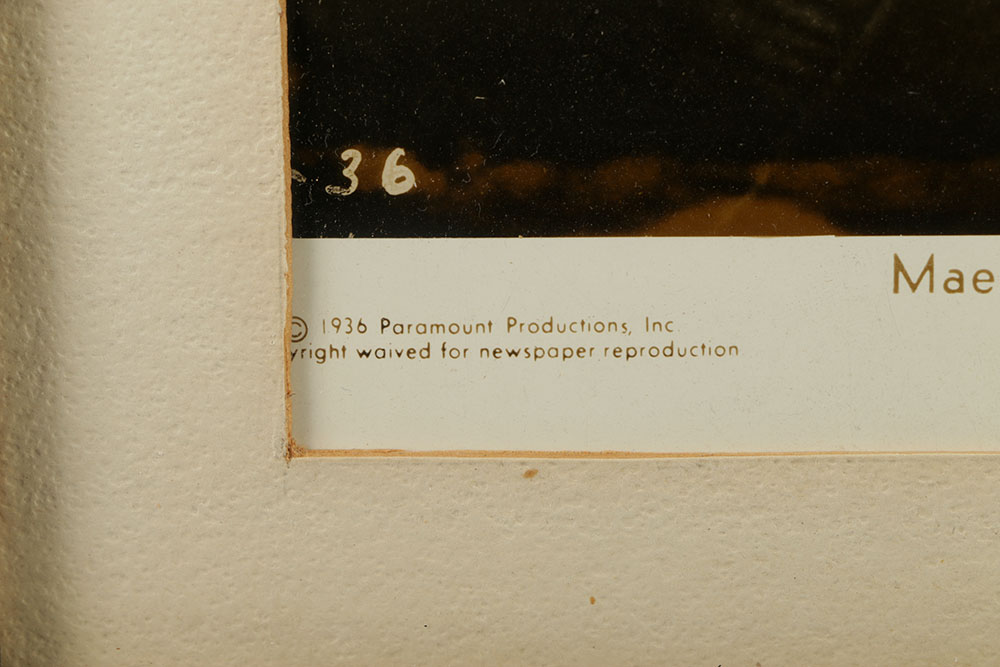 36
Mae
© 1936 Paramount Productions, Inc
yright waived for newspaper reproduction